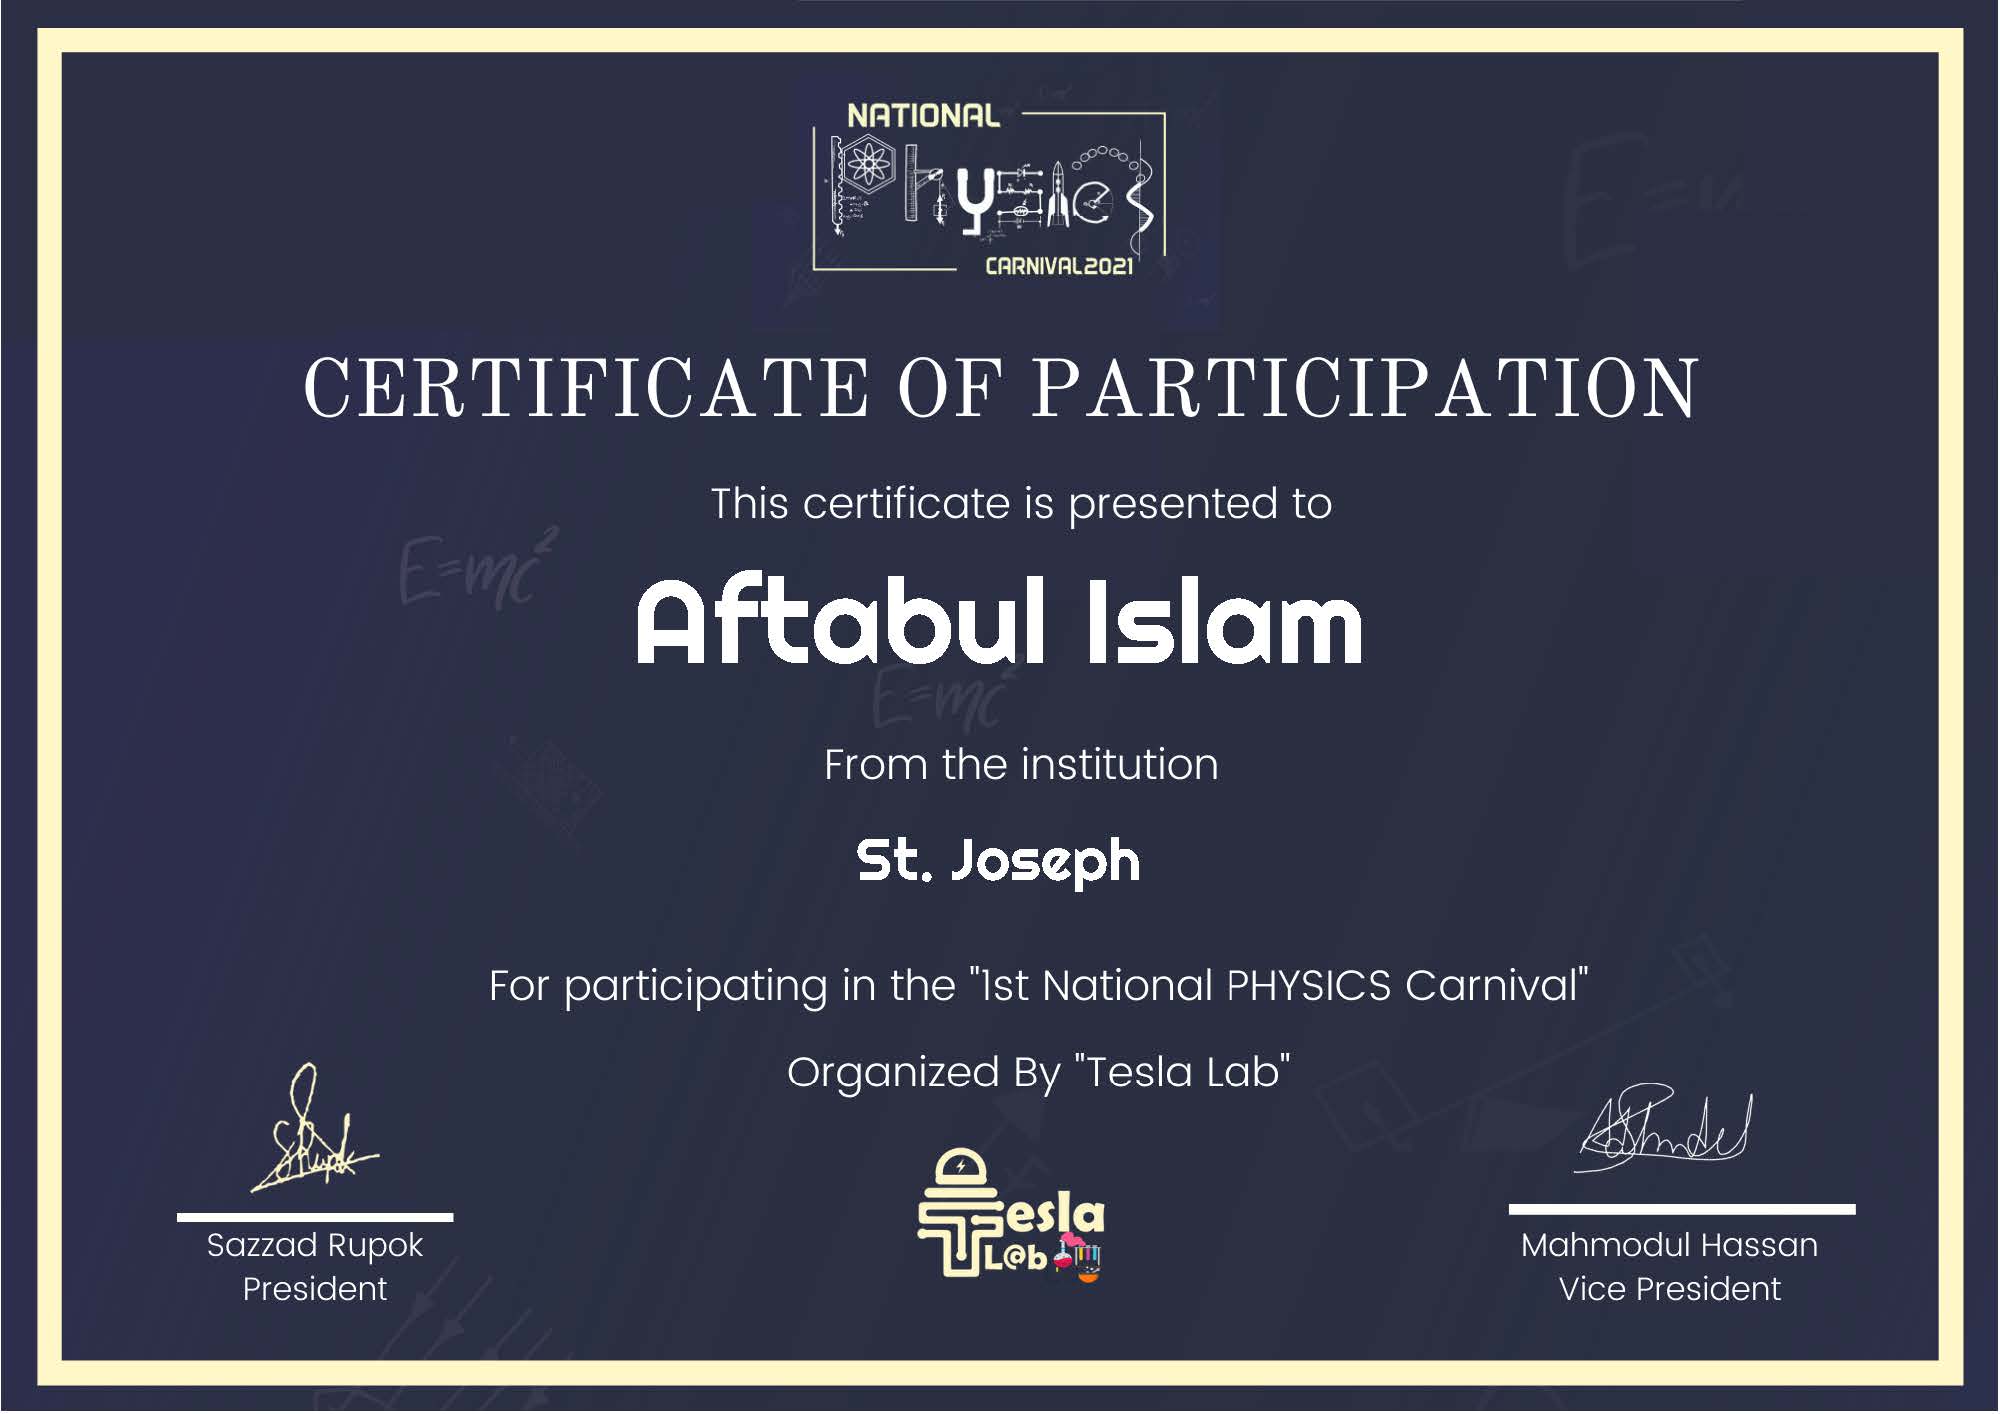 NATIONAL
Physics
CARNIVAL2021
CERTIFICATE OF PARTICIPATION
This certificate is presented to
E=mc²
Aftabul Islam
E=mc²
From the institution
St. Joseph
For participating in the "1st National PHYSICS Carnival"
Organized By "Tesla Lab"
Tesla
L@b
Sazzad Rupok
President
Mahmodul Hassan
Vice President